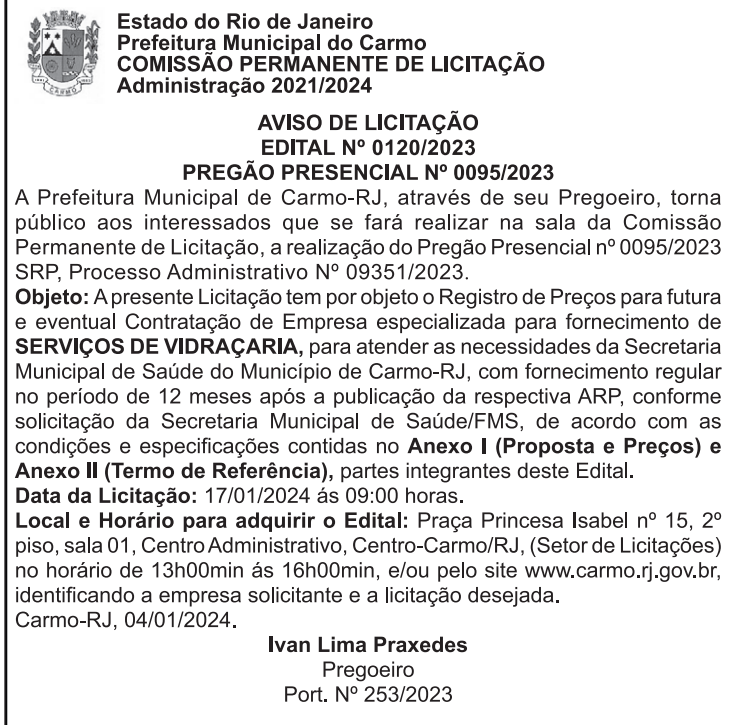 Estado do Rio de Janeiro
Prefeitura Municipal do Carmo
COMISSÃO PERMANENTE DE LICITAÇÃO
Administração 2021/2024
CARMO
AVISO DE LICITAÇÃO
EDITAL Nº 0120/2023
PREGÃO PRESENCIAL Nº 0095/2023
A Prefeitura Municipal de Carmo-RJ, através de seu Pregoeiro, torna
público aos interessados que se fará realizar na sala da Comissão
Permanente de Licitação, a realização do Pregão Presencial nº 0095/2023
SRP, Processo Administrativo Nº 09351/2023.
Objeto: A presente Licitação tem por objeto o Registro de Preços para futura
e eventual Contratação de Empresa especializada para fornecimento de
SERVIÇOS DE VIDRAÇARIA, para atender as necessidades da Secretaria
Municipal de Saúde do Município de Carmo-RJ, com fornecimento regular
no período de 12 meses após a publicação da respectiva ARP, conforme
solicitação da Secretaria Municipal de Saúde/FMS, de acordo com as
condições e especificações contidas no Anexo I (Proposta e Preços) e
Anexo II (Termo de Referência), partes integrantes deste Edital.
Data da Licitação: 17/01/2024 ás 09:00 horas.
Local e Horário para adquirir o Edital: Praça Princesa Isabel nº 15, 2º
piso, sala 01, Centro Administrativo, Centro-Carmo/RJ, (Setor de Licitações)
no horário de 13h00min ás 16h00min, e/ou pelo site www.carmo.rj.gov.br,
identificando a empresa solicitante e a licitação desejada.
Carmo-RJ, 04/01/2024.
Ivan Lima Praxedes
Pregoeiro
Port. Nº 253/2023